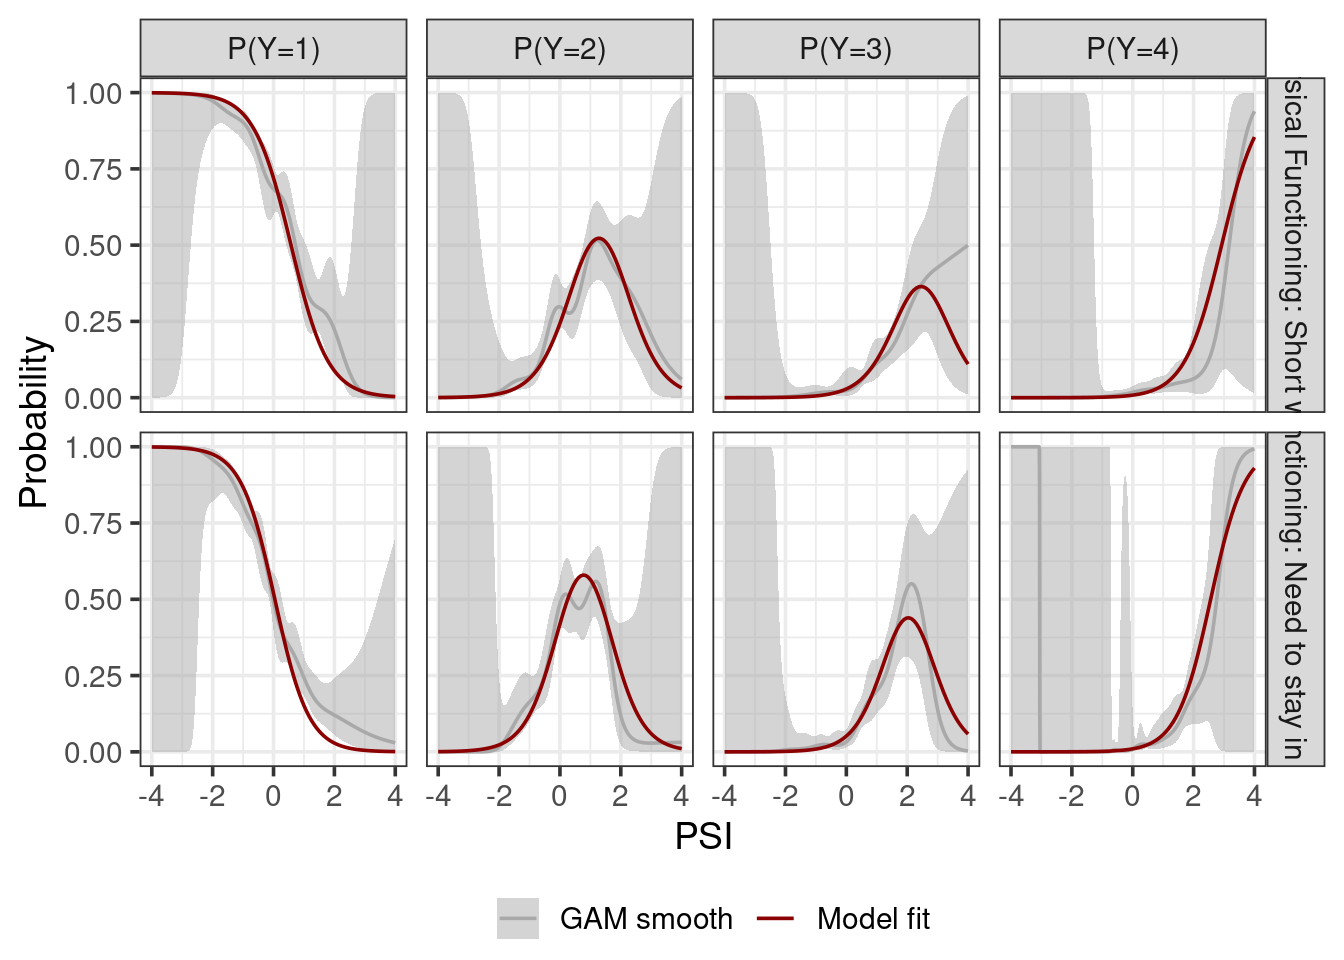 P(Y=1) P(Y=2) P(Y=3) P(Y=4)
1.00
0.75
0.50
0.25
0.00
sical Functioning: Short
1.00
0.75
0.50
0.25
0.00
nctioning: Need to stay in
Probability
-4 -2 0 2 4 -4 -2 0 2 4 -4 -2 0 2 4 -4 -2 0 2 4
PSI
GAM smooth Model fit